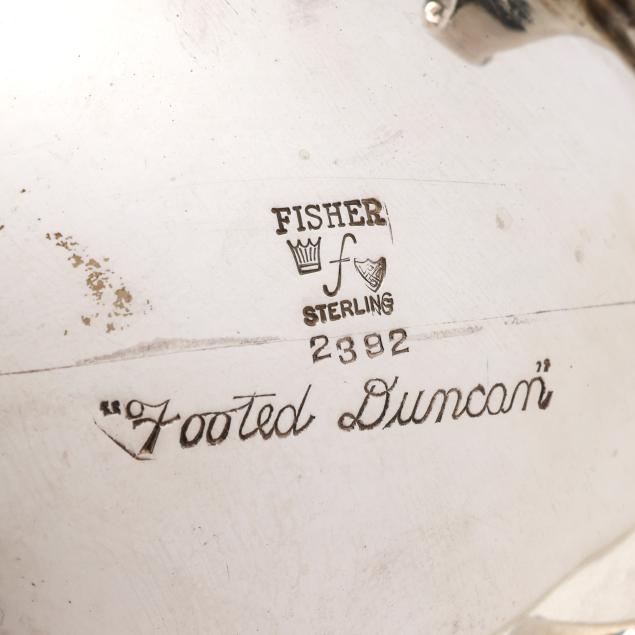 FISHER
f
STERLING
2392
"Footed Duncan"